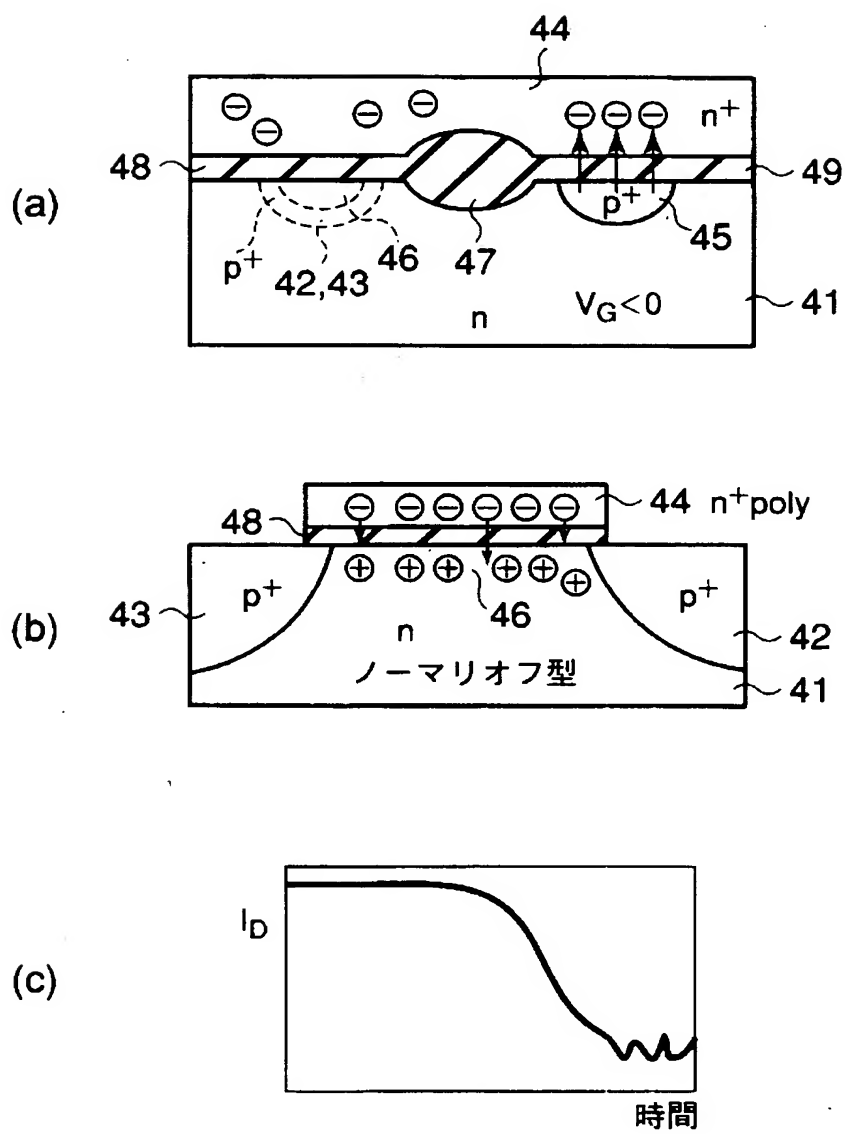 (a)
44
⊖ ⊖ ⊖ ⊖ ⊖ ⊖ ⊖
n+
48
49
p+
p+
42,43
46
47
45
n
VG<0
41
(b)
⊖ ⊖ ⊖ ⊖ ⊖ ⊖
44 n+poly
48
⊕ ⊕ ⊕ ⊕ ⊕ ⊕
43
p+
46
p+
42
n
ノーマリオフ型
41
(c)
ID
時間